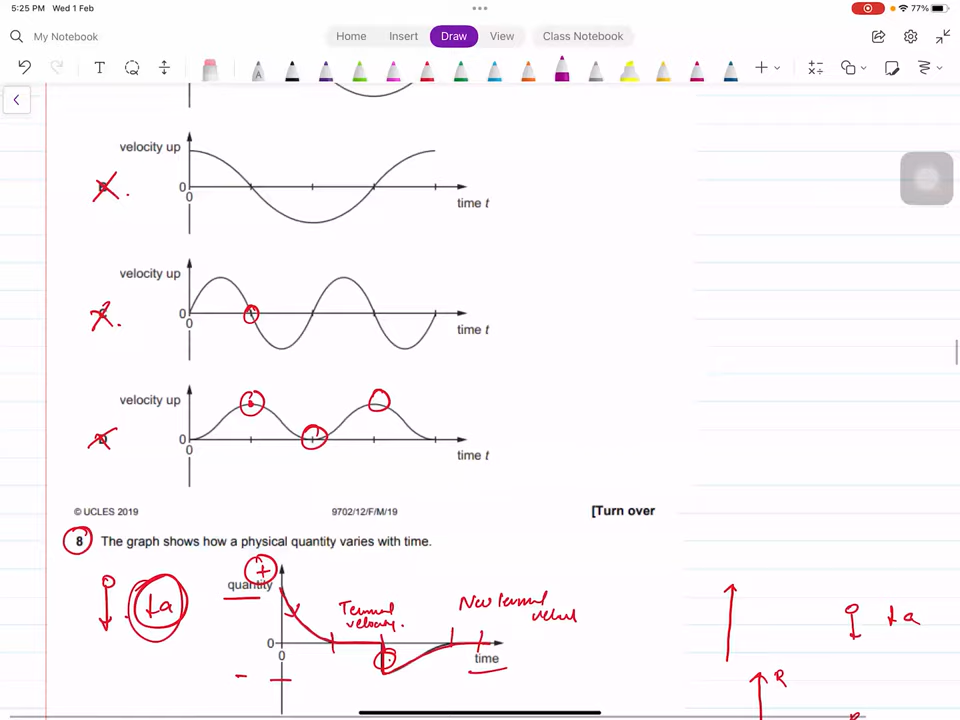 5:25 PM Wed 1 Feb
77%
My Notebook
Home Insert Draw View Class Notebook
velocity up
0
0
time t
velocity up
0
0
time t
velocity up
0
0
time t
© UCLES 2019 9702/12/F/M/19 [Turn over
8 The graph shows how a physical quantity varies with time.
+
quantity
+a
Terminal velocity.
New terminal
0
0
time
-
+a
R